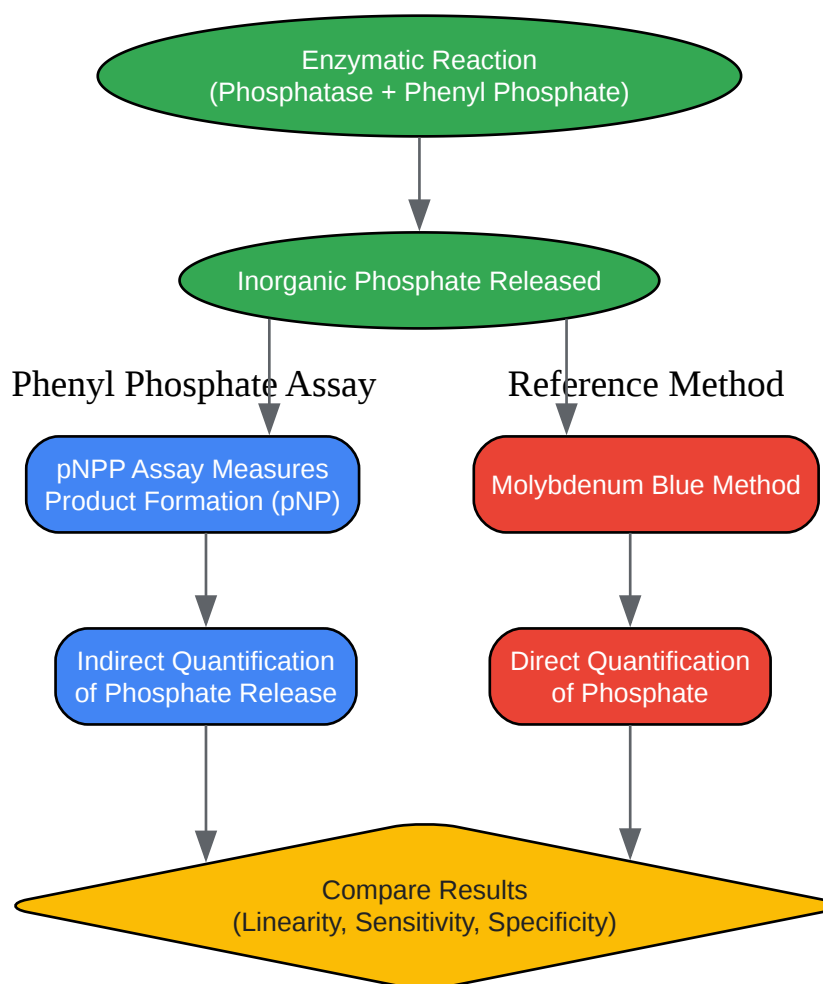 Enzymatic Reaction
(Phosphatase + Phenyl Phosphate)
Inorganic Phosphate Released
Phenyl Phosphate Assay
Reference Method
pNPP Assay Measures
Product Formation (pNP)
Molybdenum Blue Method
Indirect Quantification
of Phosphate Release
Direct Quantification
of Phosphate
Compare Results
(Linearity, Sensitivity, Specificity)